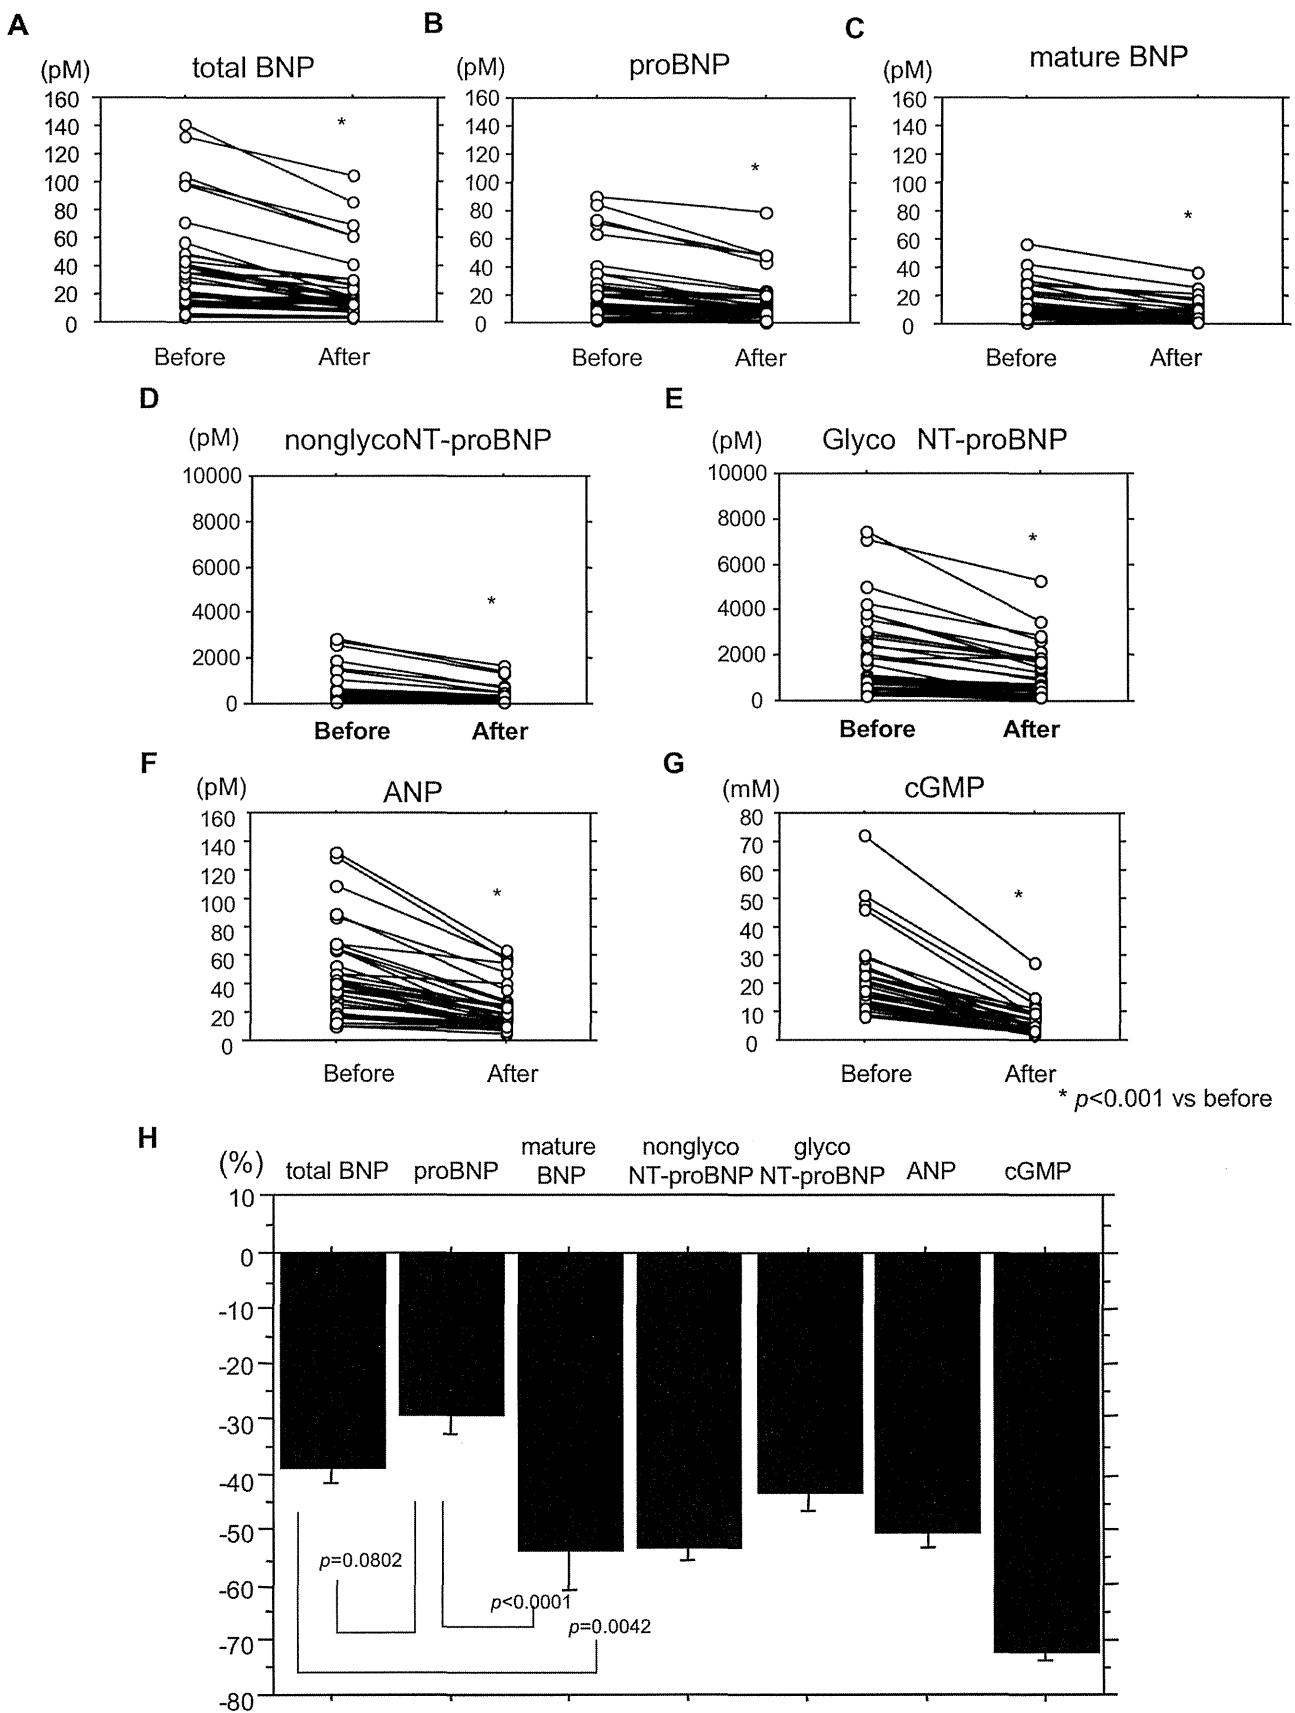 A
B
C
total BNP
proBNP
mature BNP
(pM)
(pM)
(pM)
160
140
120
100
80
60
40
20
0
*
160
140
120
100
80
60
40
20
0
*
160
140
120
100
80
60
40
20
0
*
Before After
Before After
Before After
D
E
(pM)
nonglycoNT-proBNP
(pM)
Glyco NT-proBNP
10000
8000
6000
4000
2000
0
*
10000
8000
6000
4000
2000
0
*
Before After
Before After
F
G
(pM)
ANP
(mM)
cGMP
160
140
120
100
80
60
40
20
0
*
80
70
60
50
40
30
20
10
0
*
Before After
Before After
* p<0.001 vs before
H
(%)
total BNP
proBNP
mature
BNP
nonglyco
NT-proBNP
glyco
NT-proBNP
ANP
cGMP
10
0
-10
-20
-30
-40
-50
-60
-70
-80
p=0.0802
p<0.0001
p=0.0042